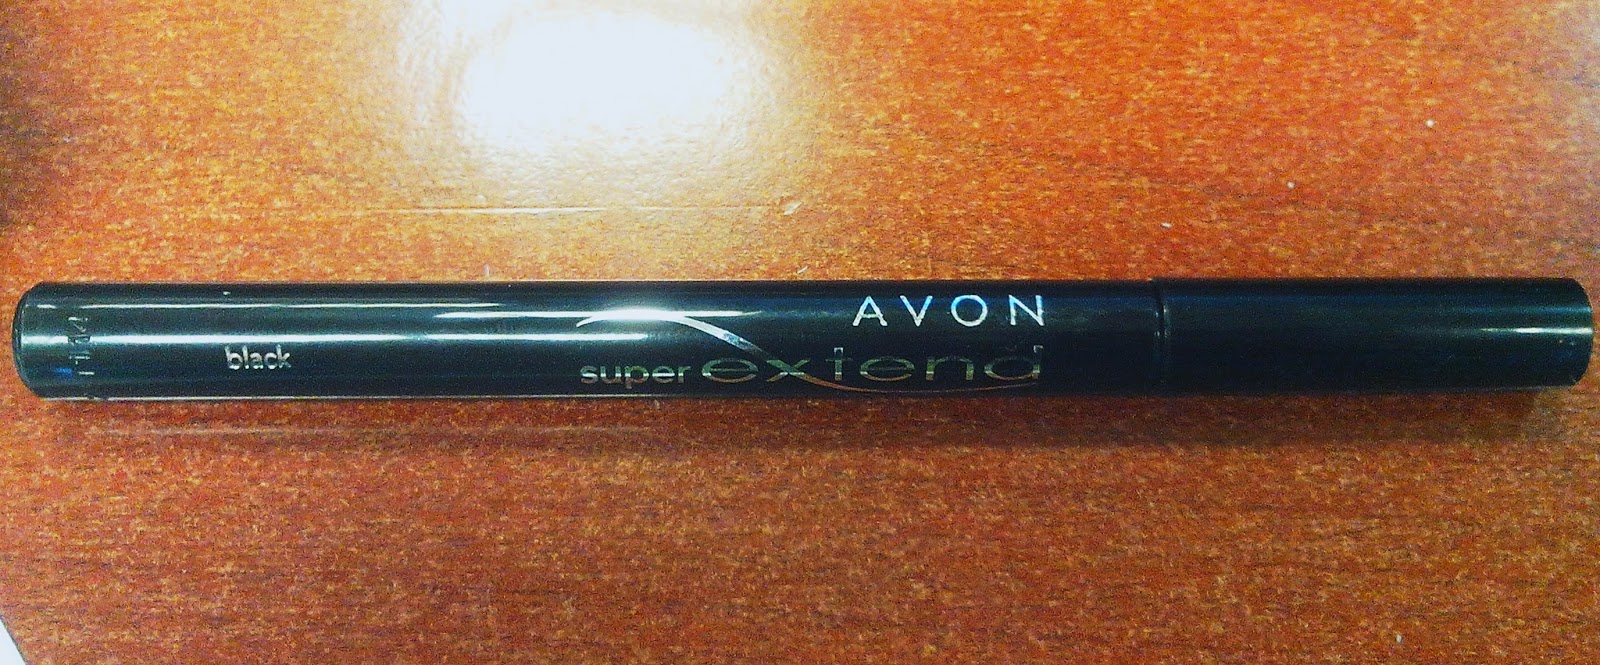 AVON
super extend
black